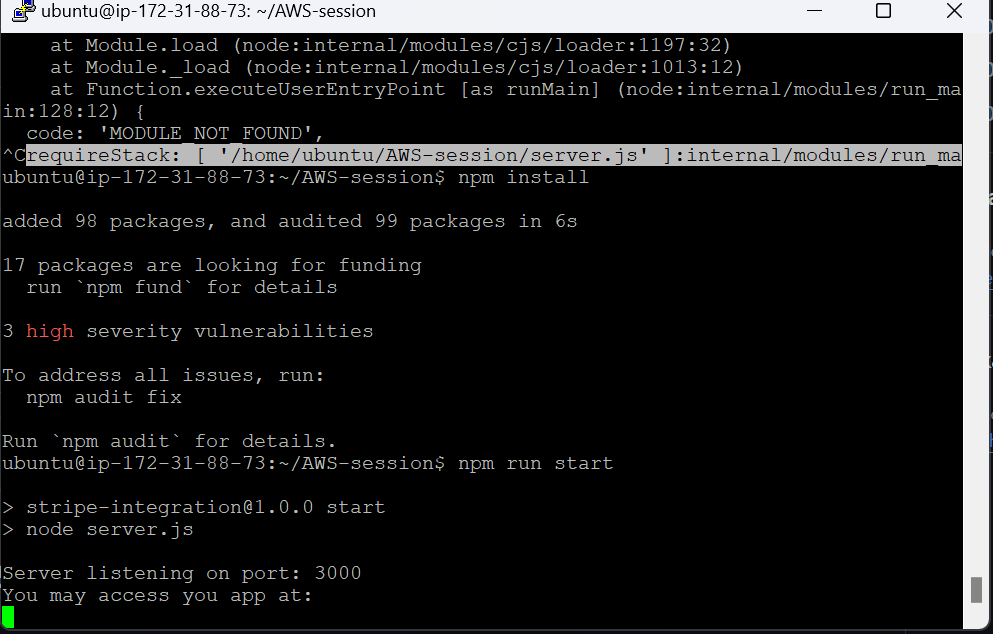 ubuntu@ip-172-31-88-73: ~/AWS-session
at Module.load (node:internal/modules/cjs/loader:1197:32)
at Module._load (node:internal/modules/cjs/loader:1013:12)
at Function.executeUserEntryPoint [as runMain] (node:internal/modules/run_ma
in:128:12) {
code: 'MODULE_NOT_FOUND',
^CrequireStack: [ '/home/ubuntu/AWS-session/server.js' ]:internal/modules/run_ma
ubuntu@ip-172-31-88-73:~/AWS-session$ npm install
added 98 packages, and audited 99 packages in 6s
17 packages are looking for funding
run `npm fund` for details
3 high severity vulnerabilities
To address all issues, run:
npm audit fix
Run `npm audit` for details.
ubuntu@ip-172-31-88-73:~/AWS-session$ npm run start
> stripe-integration@1.0.0 start
> node server.js
Server listening on port: 3000
You may access you app at: